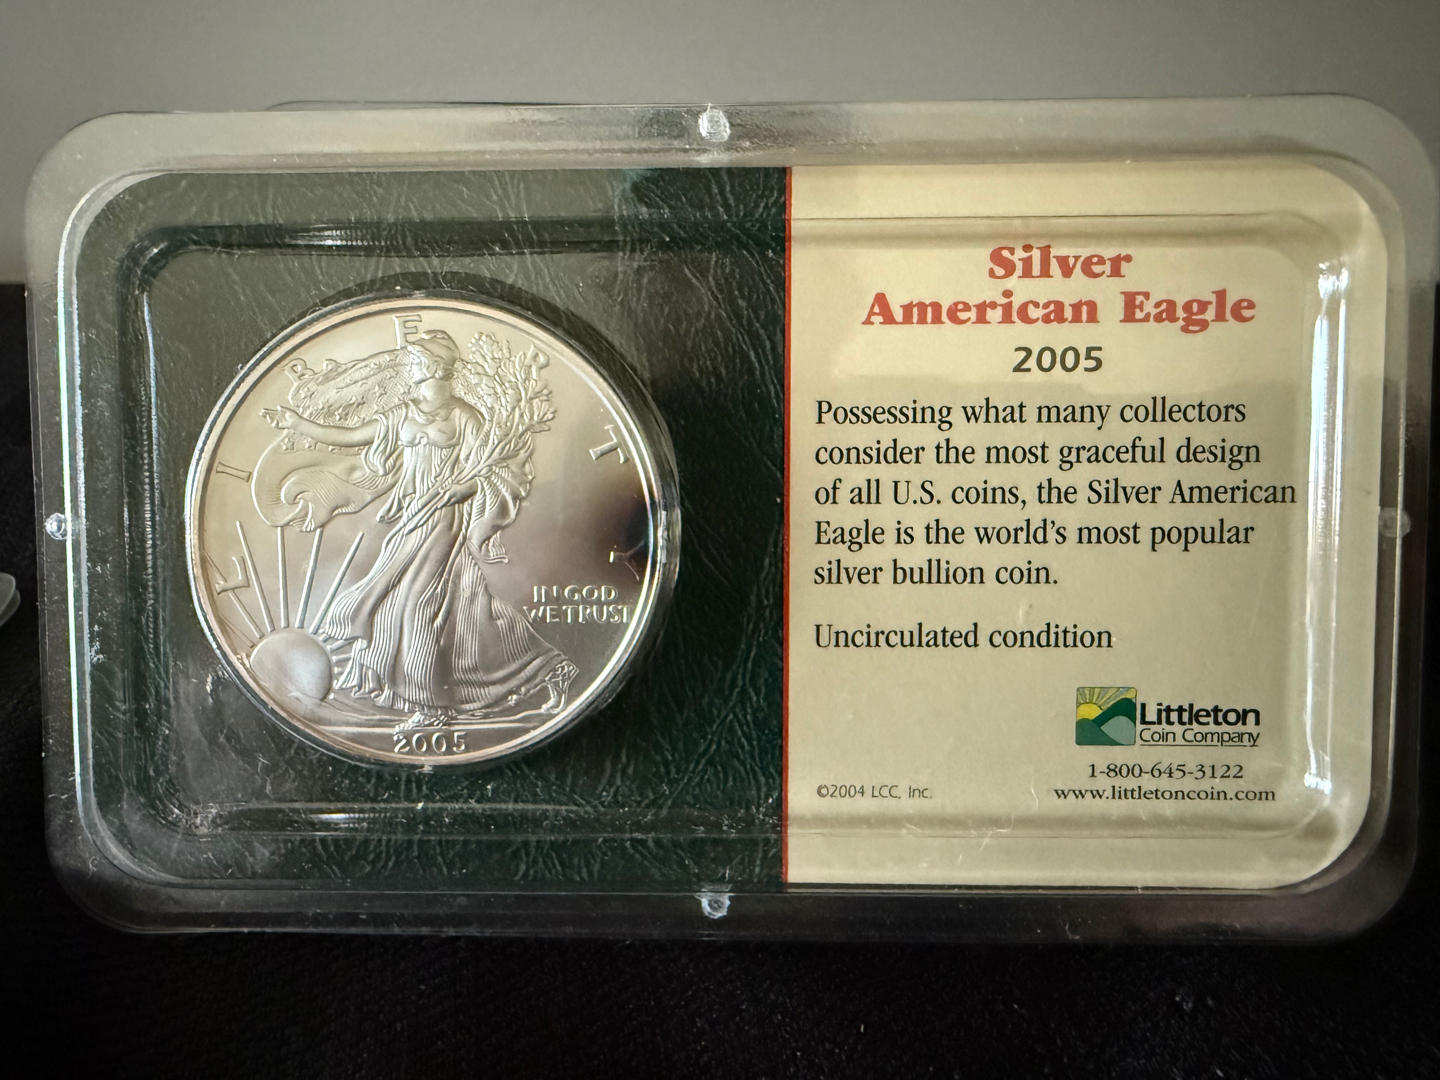 LIBERTY
IN GOD
WE TRUST
2005
Silver
American Eagle
2005
Possessing what many collectors
consider the most graceful design
of all U.S. coins, the Silver American
Eagle is the world's most popular
silver bullion coin.
Uncirculated condition
Littleton
Coin Company
©2004 LCC, Inc.
1-800-645-3122
www.littletoncoin.com